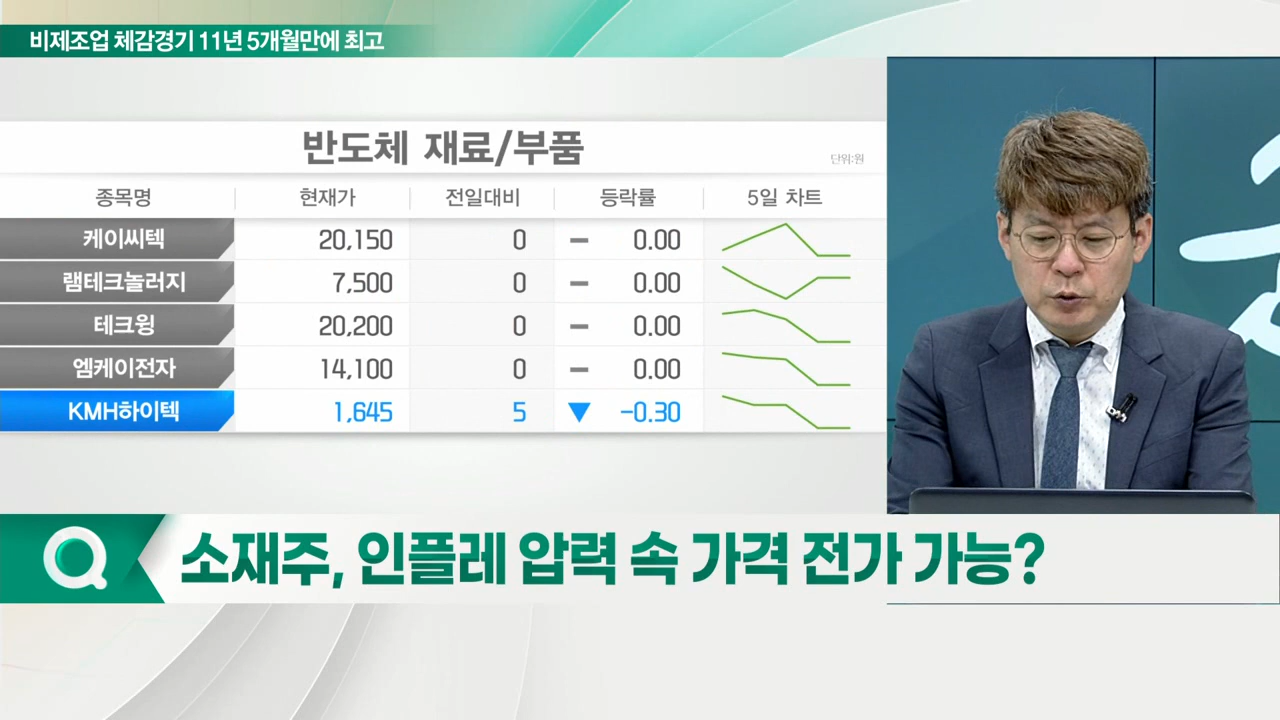 비제조업 체감경기 11년 5개월만에 최고
반도체 재료/부품
단위:원
종목명 현재가 전일대비 등락률 5일 차트
케이씨텍 20,150 0 - 0.00
램테크놀러지 7,500 0 - 0.00
테크윙 20,200 0 - 0.00
엠케이전자 14,100 0 - 0.00
KMH하이텍 1,645 5 ▼ -0.30
Q 소재주, 인플레 압력 속 가격 전가 가능?